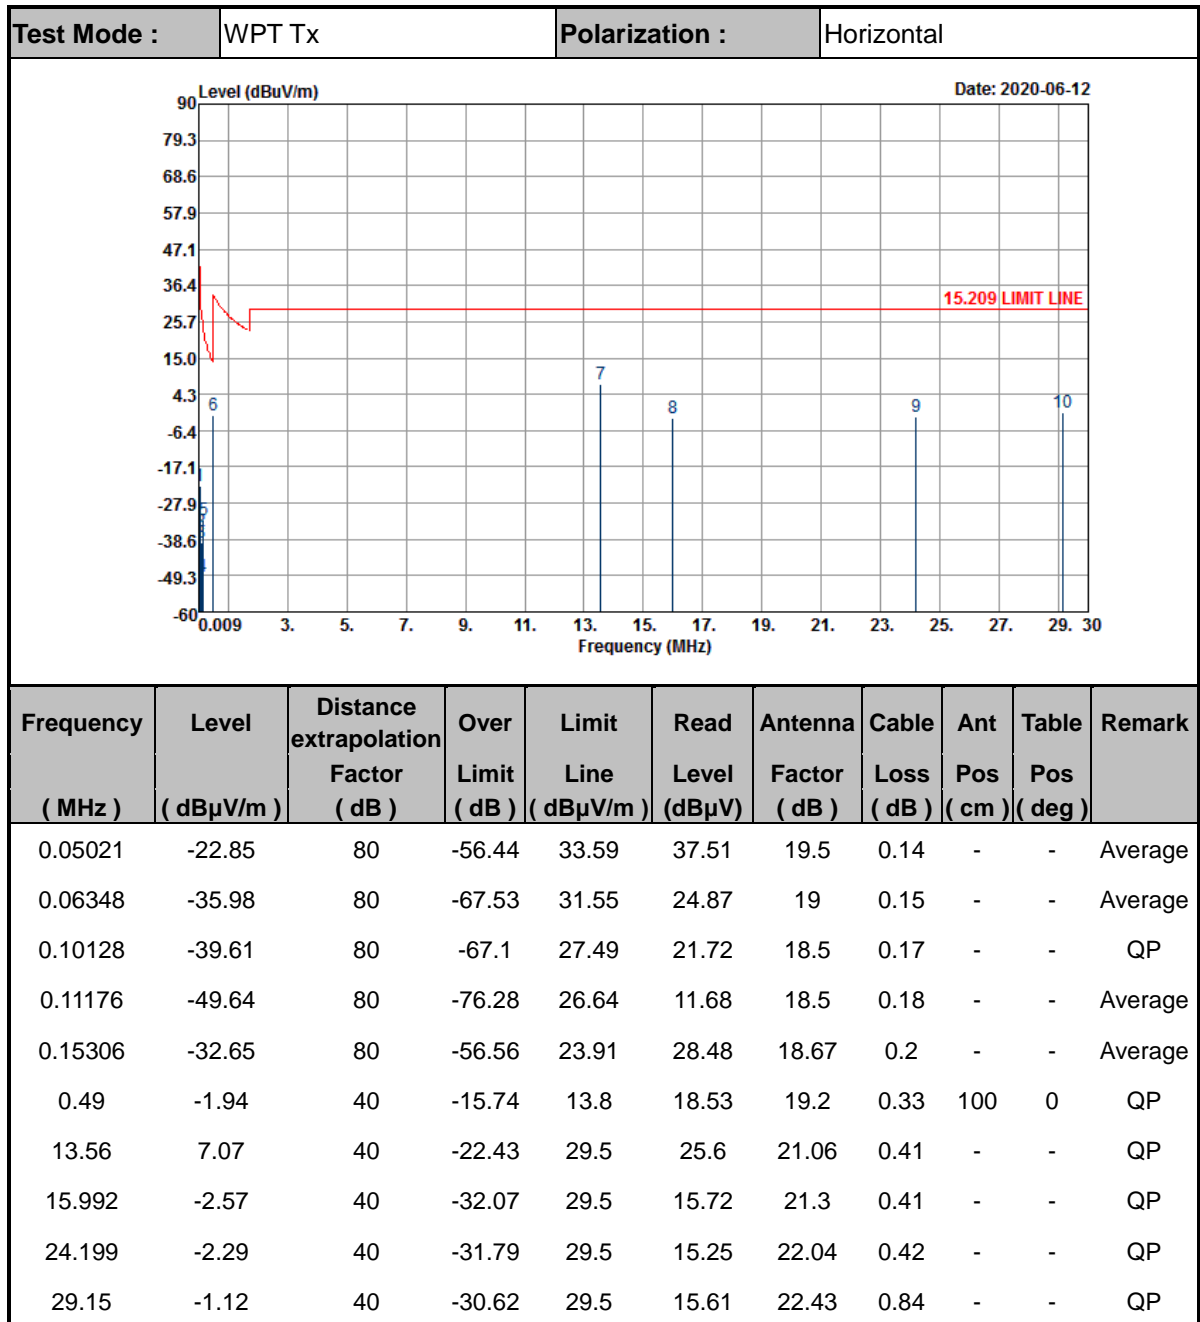 Test Mode : WPT Tx Polarization : Horizontal
Level (dBuV/m) Date: 2020-06-12
90
79.3
68.6
57.9
47.1
36.4
15.209 LIMIT LINE
25.7
15.0
7
4.3
6 8 9 10
-6.4
-17.1
-27.9
5
-38.6
-49.3
-60
0.009 3. 5. 7. 9. 11. 13. 15. 17. 19. 21. 23. 25. 27. 29. 30
Frequency (MHz)
Frequency Level Distance extrapolation Over Limit Read Antenna Cable Ant Table Remark
Factor Limit Line Level Factor Loss Pos Pos
( MHz ) ( dBµV/m ) ( dB ) ( dB ) ( dBµV/m ) (dBµV) ( dB ) ( dB ) ( cm ) ( deg )
0.05021 -22.85 80 -56.44 33.59 37.51 19.5 0.14 - - Average
0.06348 -35.98 80 -67.53 31.55 24.87 19 0.15 - - Average
0.10128 -39.61 80 -67.1 27.49 21.72 18.5 0.17 - - QP
0.11176 -49.64 80 -76.28 26.64 11.68 18.5 0.18 - - Average
0.15306 -32.65 80 -56.56 23.91 28.48 18.67 0.2 - - Average
0.49 -1.94 40 -15.74 13.8 18.53 19.2 0.33 100 0 QP
13.56 7.07 40 -22.43 29.5 25.6 21.06 0.41 - - QP
15.992 -2.57 40 -32.07 29.5 15.72 21.3 0.41 - - QP
24.199 -2.29 40 -31.79 29.5 15.25 22.04 0.42 - - QP
29.15 -1.12 40 -30.62 29.5 15.61 22.43 0.84 - - QP